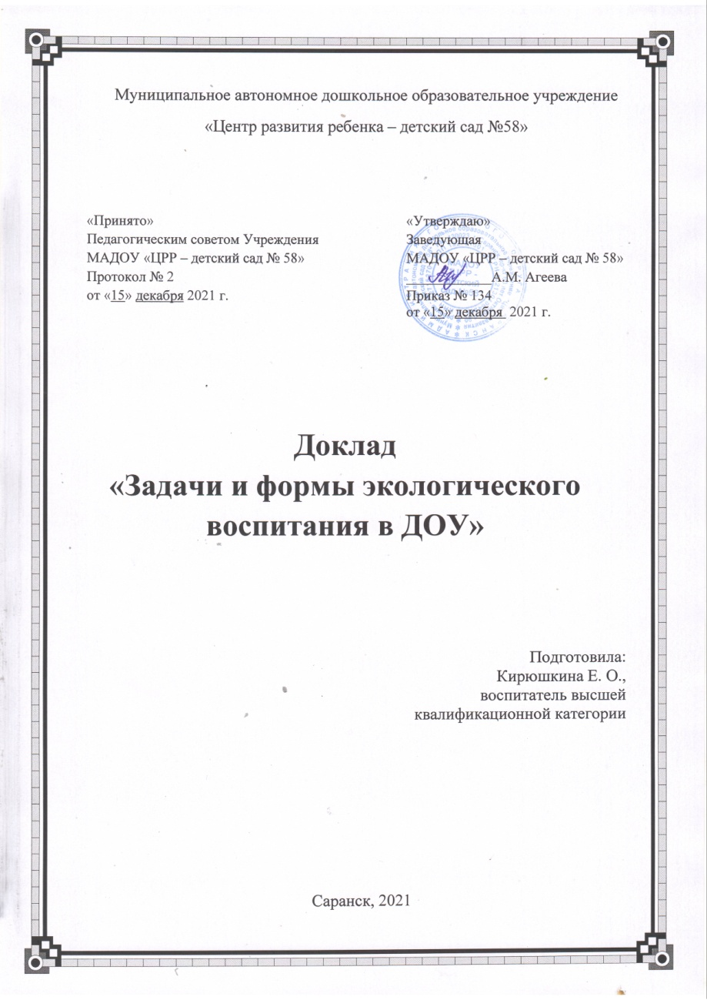 Муниципальное автономное дошкольное образовательное учреждение
«Центр развития ребенка – детский сад №58»
«Принято»
Педагогическим советом Учреждения
МАДОУ «ЦРР – детский сад № 58»
Протокол № 2
от «15» декабря 2021 г.
«Утверждаю»
Заведующая
МАДОУ «ЦРР – детский сад № 58»
____________А.М. Агеева
Приказ № 134
от «15» декабря 2021 г.
Доклад
«Задачи и формы экологического
воспитания в ДОУ»
Подготовила:
Кирюшкина Е. О.,
воспитатель высшей
квалификационной категории
Саранск, 2021